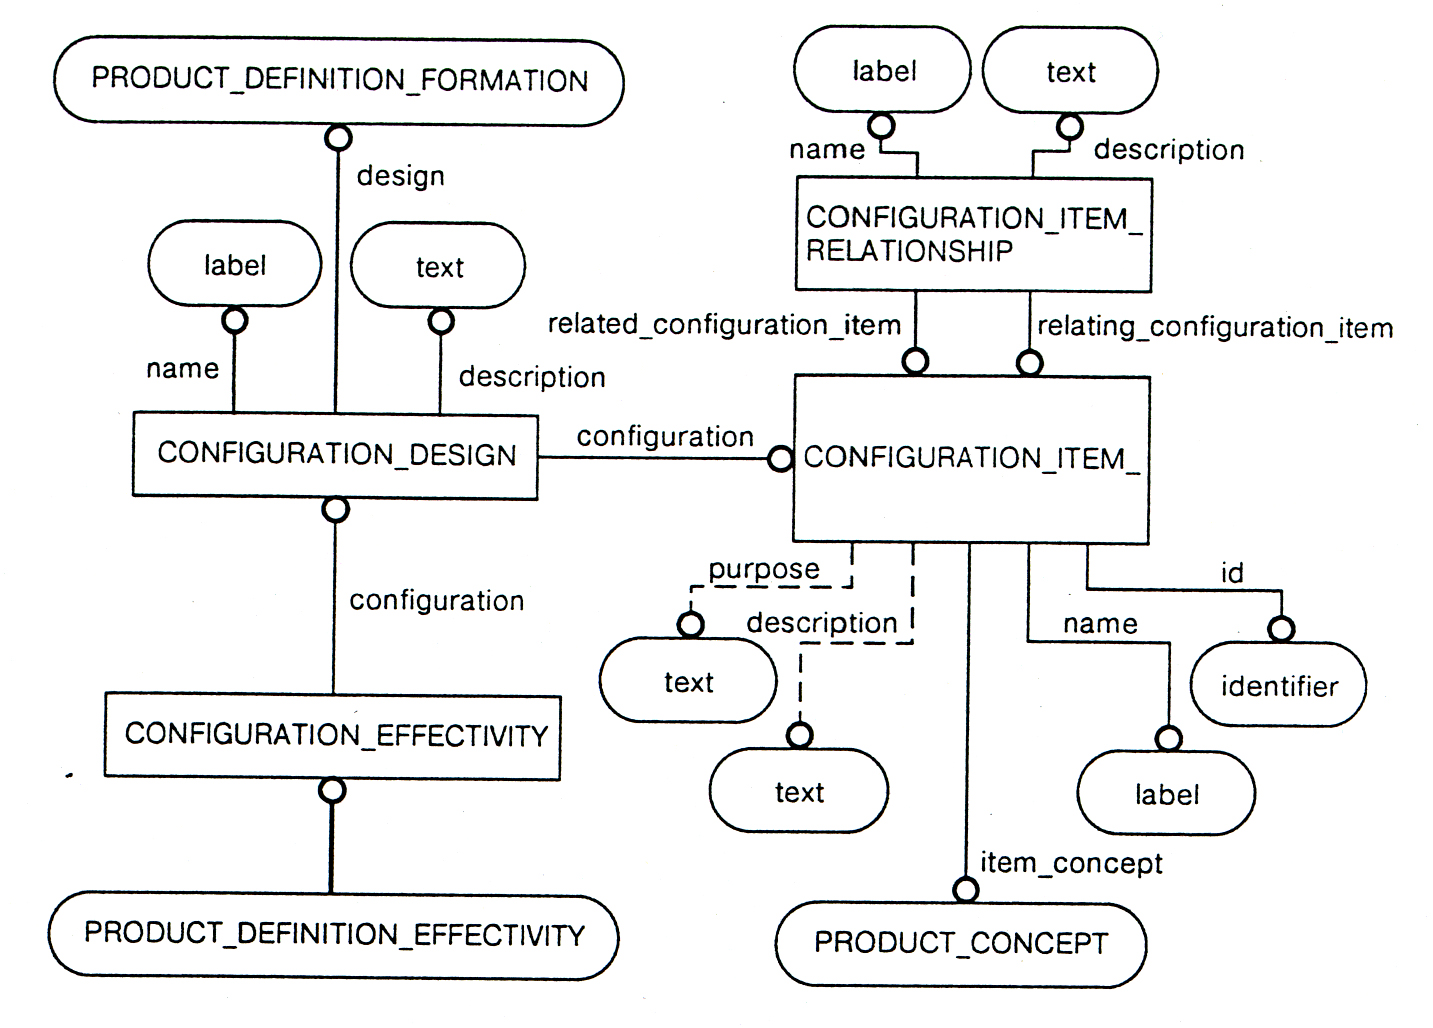 PRODUCT_DEFINITION_FORMATION
label
text
name
description
design
CONFIGURATION_ITEM_
RELATIONSHIP
label
text
related_configuration_item
relating_configuration_item
name
description
configuration
CONFIGURATION_DESIGN
CONFIGURATION_ITEM_
purpose
id
configuration
description
name
text
identifier
CONFIGURATION_EFFECTIVITY
text
label
item_concept
PRODUCT_DEFINITION_EFFECTIVITY
PRODUCT_CONCEPT